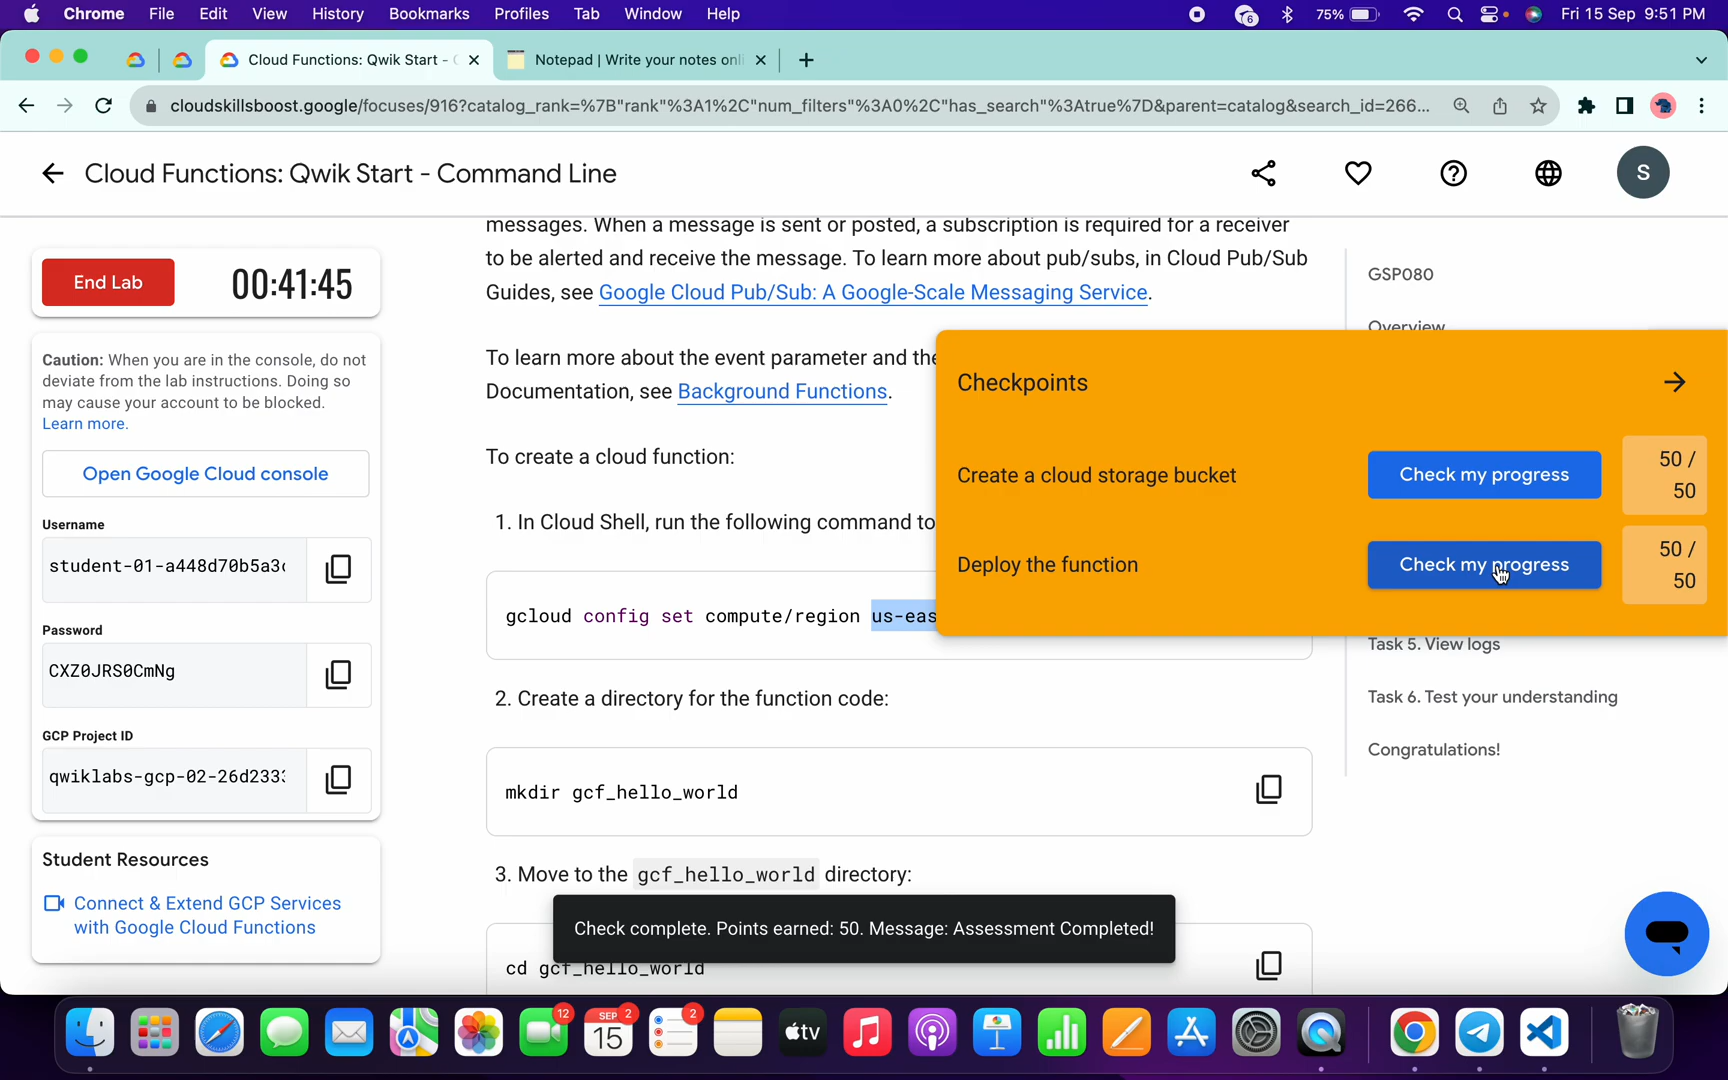 Chrome File Edit View History Bookmarks Profiles Tab Window Help 6 75% Fri 15 Sep 9:51 PM
Cloud Functions: Qwik Start - Notepad | Write your notes onli
cloudskillsboost.google/focuses/916?catalog_rank=%7B"rank"%3A1%2C"num_filters"%3A0%2C"has_search"%3Atrue%7D&parent=catalog&search_id=266...
Cloud Functions: Qwik Start - Command Line
S
End Lab
00:41:45
Caution: When you are in the console, do not
deviate from the lab instructions. Doing so
may cause your account to be blocked.
Learn more.
Open Google Cloud console
Username
student-01-a448d70b5a3
Password
CXZ0JRS0CmNg
GCP Project ID
qwiklabs-gcp-02-26d233
Student Resources
Connect & Extend GCP Services
with Google Cloud Functions
messages. When a message is sent or posted, a subscription is required for a receiver
to be alerted and receive the message. To learn more about pub/subs, in Cloud Pub/Sub
Guides, see Google Cloud Pub/Sub: A Google-Scale Messaging Service.
To learn more about the event parameter and the
Documentation, see Background Functions.
To create a cloud function:
1. In Cloud Shell, run the following command to
gcloud config set compute/region us-eas
2. Create a directory for the function code:
mkdir gcf_hello_world
3. Move to the gcf_hello_world directory:
cd gcf_hello_world
Check complete. Points earned: 50. Message: Assessment Completed!
GSP080
Overview
Checkpoints
Create a cloud storage bucket
Check my progress
50 /
50
Deploy the function
Check my progress
50 /
50
Task 5. View logs
Task 6. Test your understanding
Congratulations!
12
SEP 2
15
2
tv